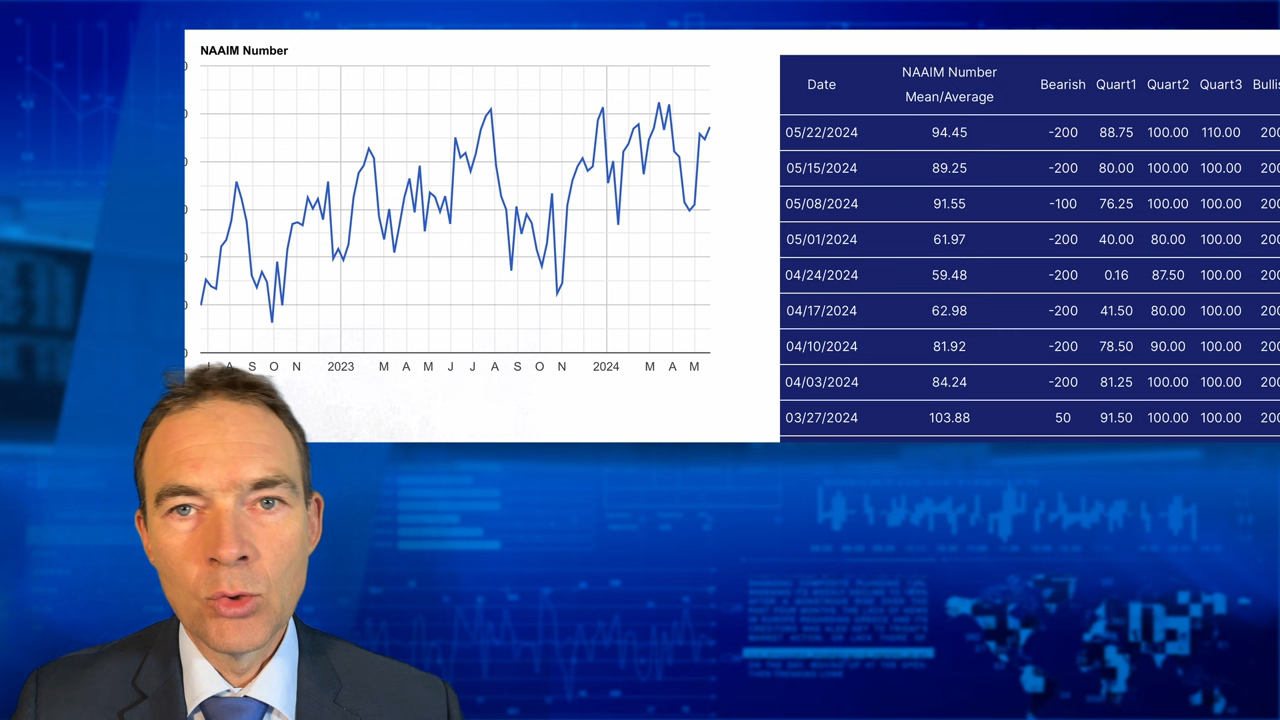 NAAIM Number
A S O N 2023 M A M J J A S O N 2024 M A M
Date NAAIM Number Mean/Average Bearish Quart1 Quart2 Quart3
05/22/2024 94.45 -200 88.75 100.00 110.00
05/15/2024 89.25 -200 80.00 100.00 100.00
05/08/2024 91.55 -100 76.25 100.00 100.00
05/01/2024 61.97 -200 40.00 80.00 100.00
04/24/2024 59.48 -200 0.16 87.50 100.00
04/17/2024 62.98 -200 41.50 80.00 100.00
04/10/2024 81.92 -200 78.50 90.00 100.00
04/03/2024 84.24 -200 81.25 100.00 100.00
03/27/2024 103.88 50 91.50 100.00 100.00